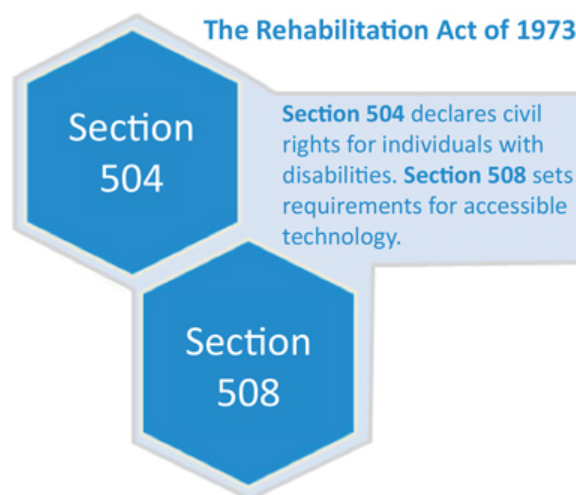 The Rehabilitation Act of 1973
Section
504
Section 504 declares civil
rights for individuals with
disabilities. Section 508 sets
requirements for accessible
technology.
Section
508